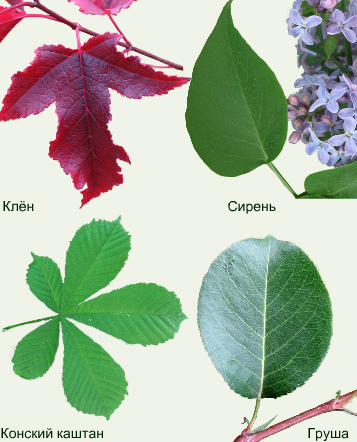 Клён
Сирень
Конский каштан
Груша